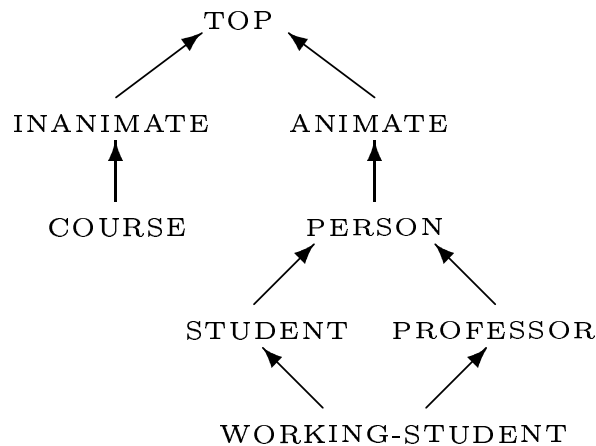 TOP
INANIMATE ANIMATE
COURSE PERSON
STUDENT PROFESSOR
WORKING-STUDENT